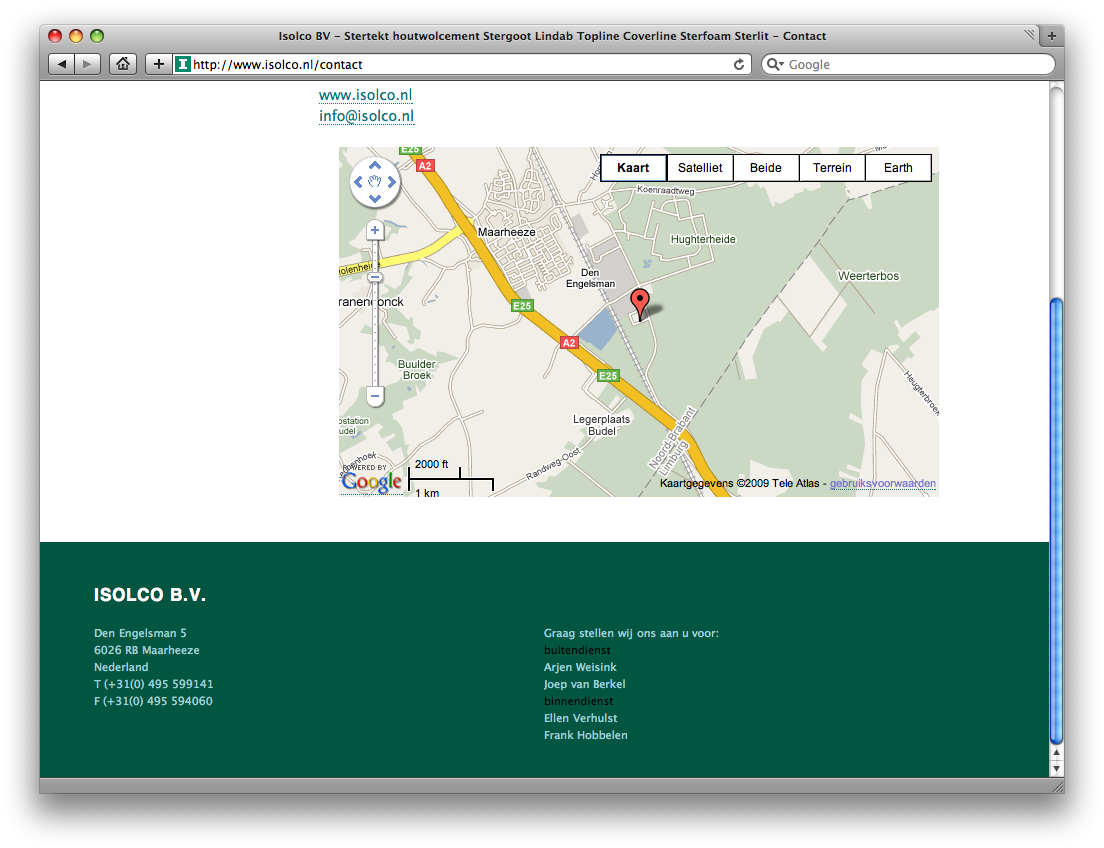 Isolco BV – Stertekt houtwolcement Stergoot Lindab Topline Coverline Sterfoam Sterlit – Contact
http://www.isolco.nl/contact
Google
www.isolco.nl
info@isolco.nl
Kaart Satelliet Beide Terrein Earth
E25
A2
Koenraadtweg
Maarheeze
Hughterheide
Den
Engelsman
Weerterbos
E25
A2
E25
Buulder
Broek
Heugterbroek
Legerplaats
Budel
Noord-Brabant
Limburg
Randweg-Oost
POWERED BY
Google
2000 ft
1 km
Kaartgegevens ©2009 Tele Atlas - gebruiksvoorwaarden
ISOLCO B.V.
Den Engelsman 5
6026 RB Maarheeze
Nederland
T (+31(0) 495 599141
F (+31(0) 495 594060
Graag stellen wij ons aan u voor:
buitendienst
Arjen Weisink
Joep van Berkel
binnendienst
Ellen Verhulst
Frank Hobbelen